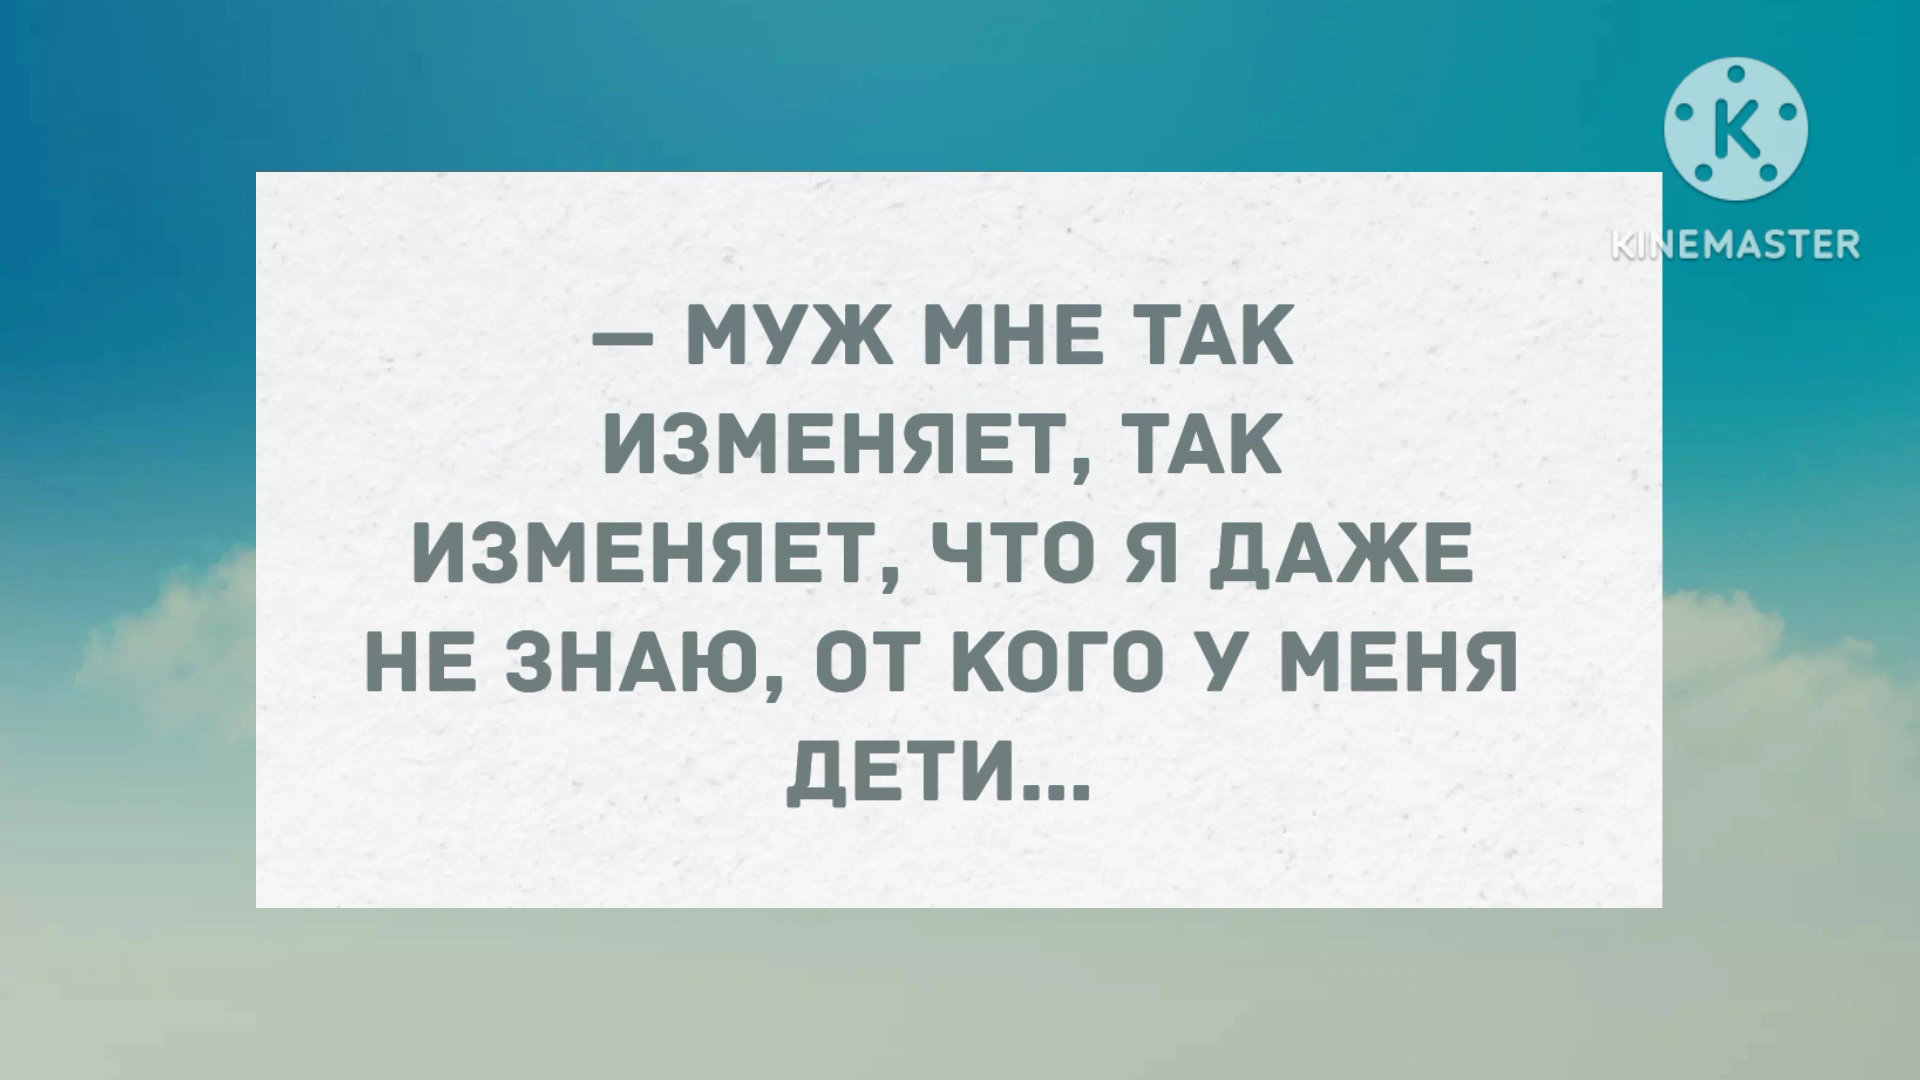 K
KINEMASTER
— МУЖ МНЕ ТАК
ИЗМЕНЯЕТ, ТАК
ИЗМЕНЯЕТ, ЧТО Я ДАЖЕ
НЕ ЗНАЮ, ОТ КОГО У МЕНЯ
ДЕТИ...